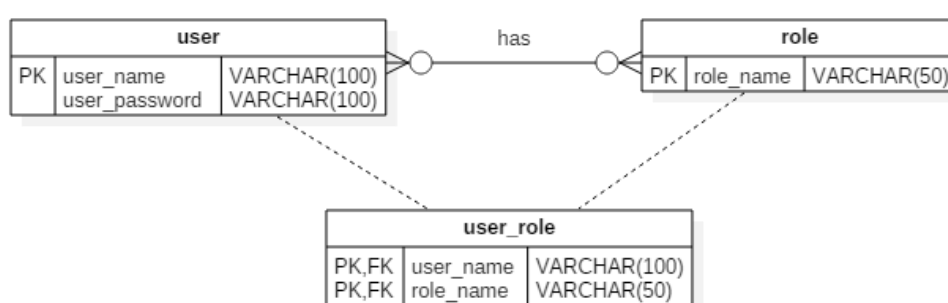 user
has
role
PK user_name VARCHAR(100)
user_password VARCHAR(100)
PK role_name VARCHAR(50)
user_role
PK,FK user_name VARCHAR(100)
PK,FK role_name VARCHAR(50)